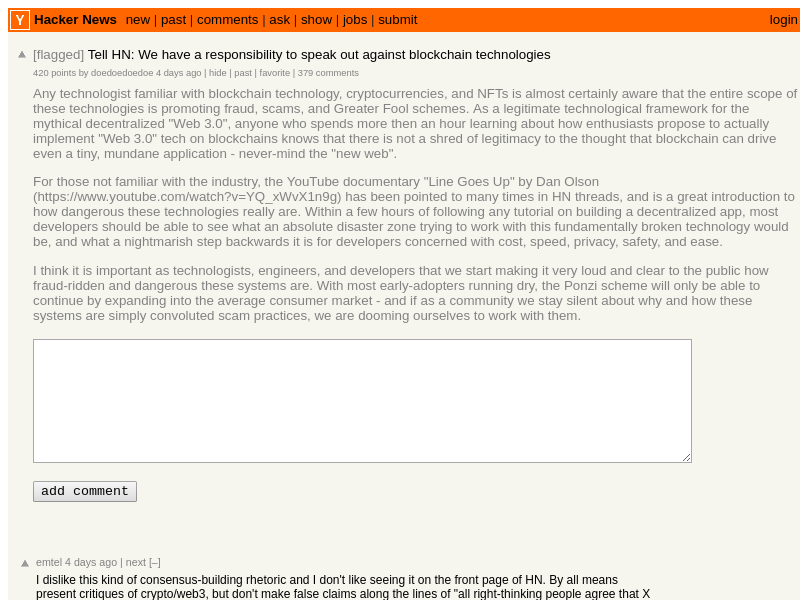 Y Hacker News new | past | comments | ask | show | jobs | submit login
[flagged] Tell HN: We have a responsibility to speak out against blockchain technologies
420 points by doedoedoedoe 4 days ago | hide | past | favorite | 379 comments
Any technologist familiar with blockchain technology, cryptocurrencies, and NFTs is almost certainly aware that the entire scope of
these technologies is promoting fraud, scams, and Greater Fool schemes. As a legitimate technological framework for the
mythical decentralized "Web 3.0", anyone who spends more then an hour learning about how enthusiasts propose to actually
implement "Web 3.0" tech on blockchains knows that there is not a shred of legitimacy to the thought that blockchain can drive
even a tiny, mundane application - never-mind the "new web".
For those not familiar with the industry, the YouTube documentary "Line Goes Up" by Dan Olson
(https://www.youtube.com/watch?v=YQ_xWvX1n9g) has been pointed to many times in HN threads, and is a great introduction to
how dangerous these technologies really are. Within a few hours of following any tutorial on building a decentralized app, most
developers should be able to see what an absolute disaster zone trying to work with this fundamentally broken technology would
be, and what a nightmarish step backwards it is for developers concerned with cost, speed, privacy, safety, and ease.
I think it is important as technologists, engineers, and developers that we start making it very loud and clear to the public how
fraud-ridden and dangerous these systems are. With most early-adopters running dry, the Ponzi scheme will only be able to
continue by expanding into the average consumer market - and if as a community we stay silent about why and how these
systems are simply convoluted scam practices, we are dooming ourselves to work with them.
add comment
emtel 4 days ago | next [–]
I dislike this kind of consensus-building rhetoric and I don't like seeing it on the front page of HN. By all means
present critiques of crypto/web3, but don't make false claims along the lines of "all right-thinking people agree that X